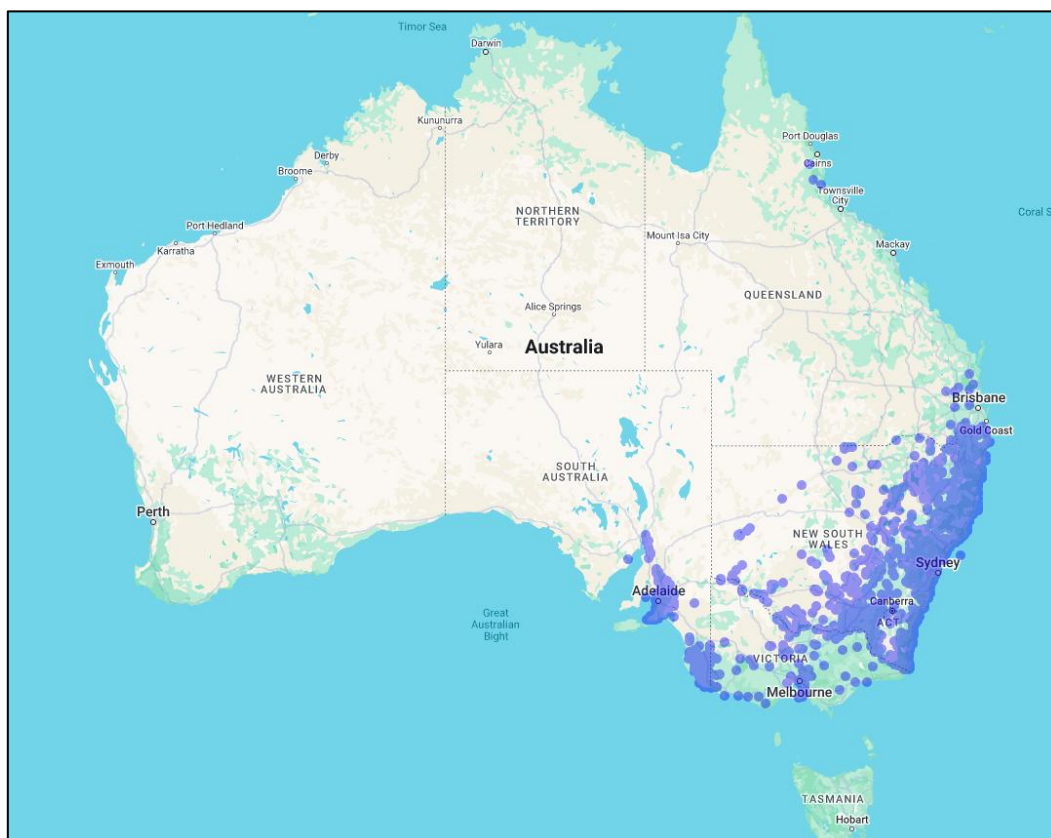 Timor Sea
Darwin
Kununurra
Port Douglas
Cairns
Derby
Broome
Townsville
City
NORTHERN
TERRITORY
Coral S
Port Hedland
Karratha
Mount Isa City
Mackay
Exmouth
QUEENSLAND
Alice Springs
Yulara
Australia
WESTERN
AUSTRALIA
Brisbane
Gold Coast
SOUTH
AUSTRALIA
Perth
NEW SOUTH
WALES
Sydney
Adelaide
Canberra
ACT
Great
Australian
Bight
VICTORIA
Melbourne
TASMANIA
Hobart